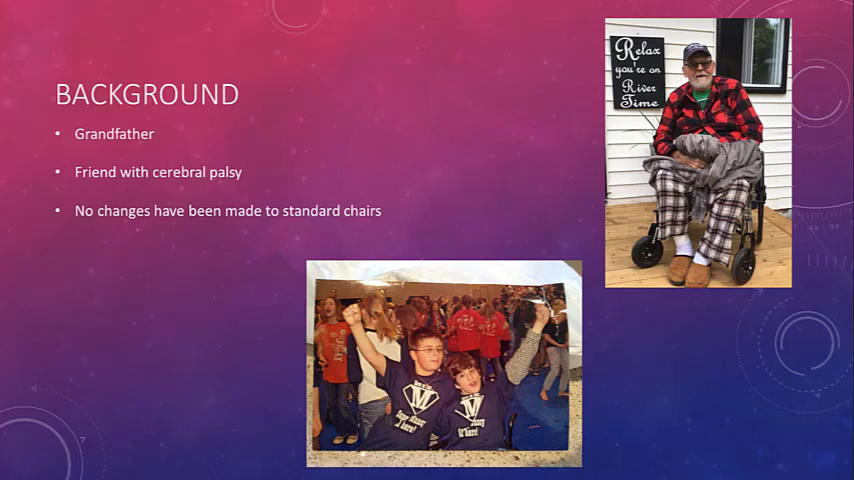 BACKGROUND
• Grandfather
• Friend with cerebral palsy
• No changes have been made to standard chairs
Relax
you're on
River
Time
M
M